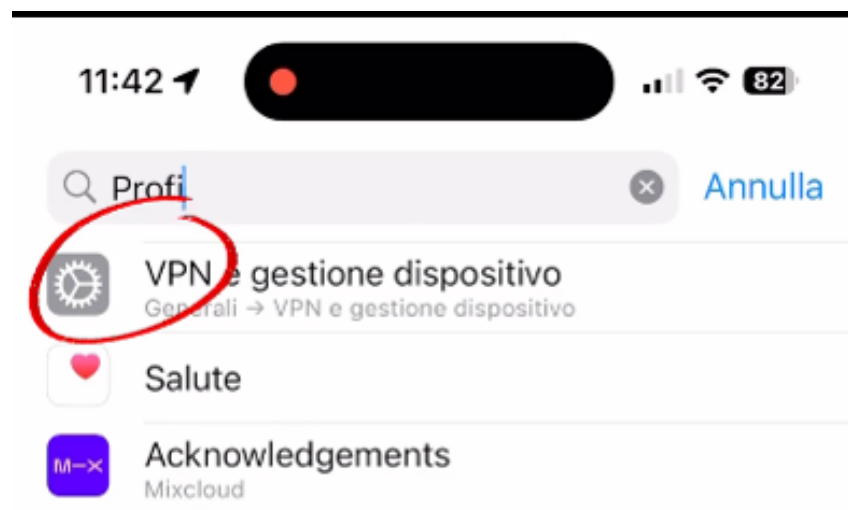 11:42
82
Profi
Annulla
VPN e gestione dispositivo
Generali → VPN e gestione dispositivo
Salute
M-X
Acknowledgements
Mixcloud